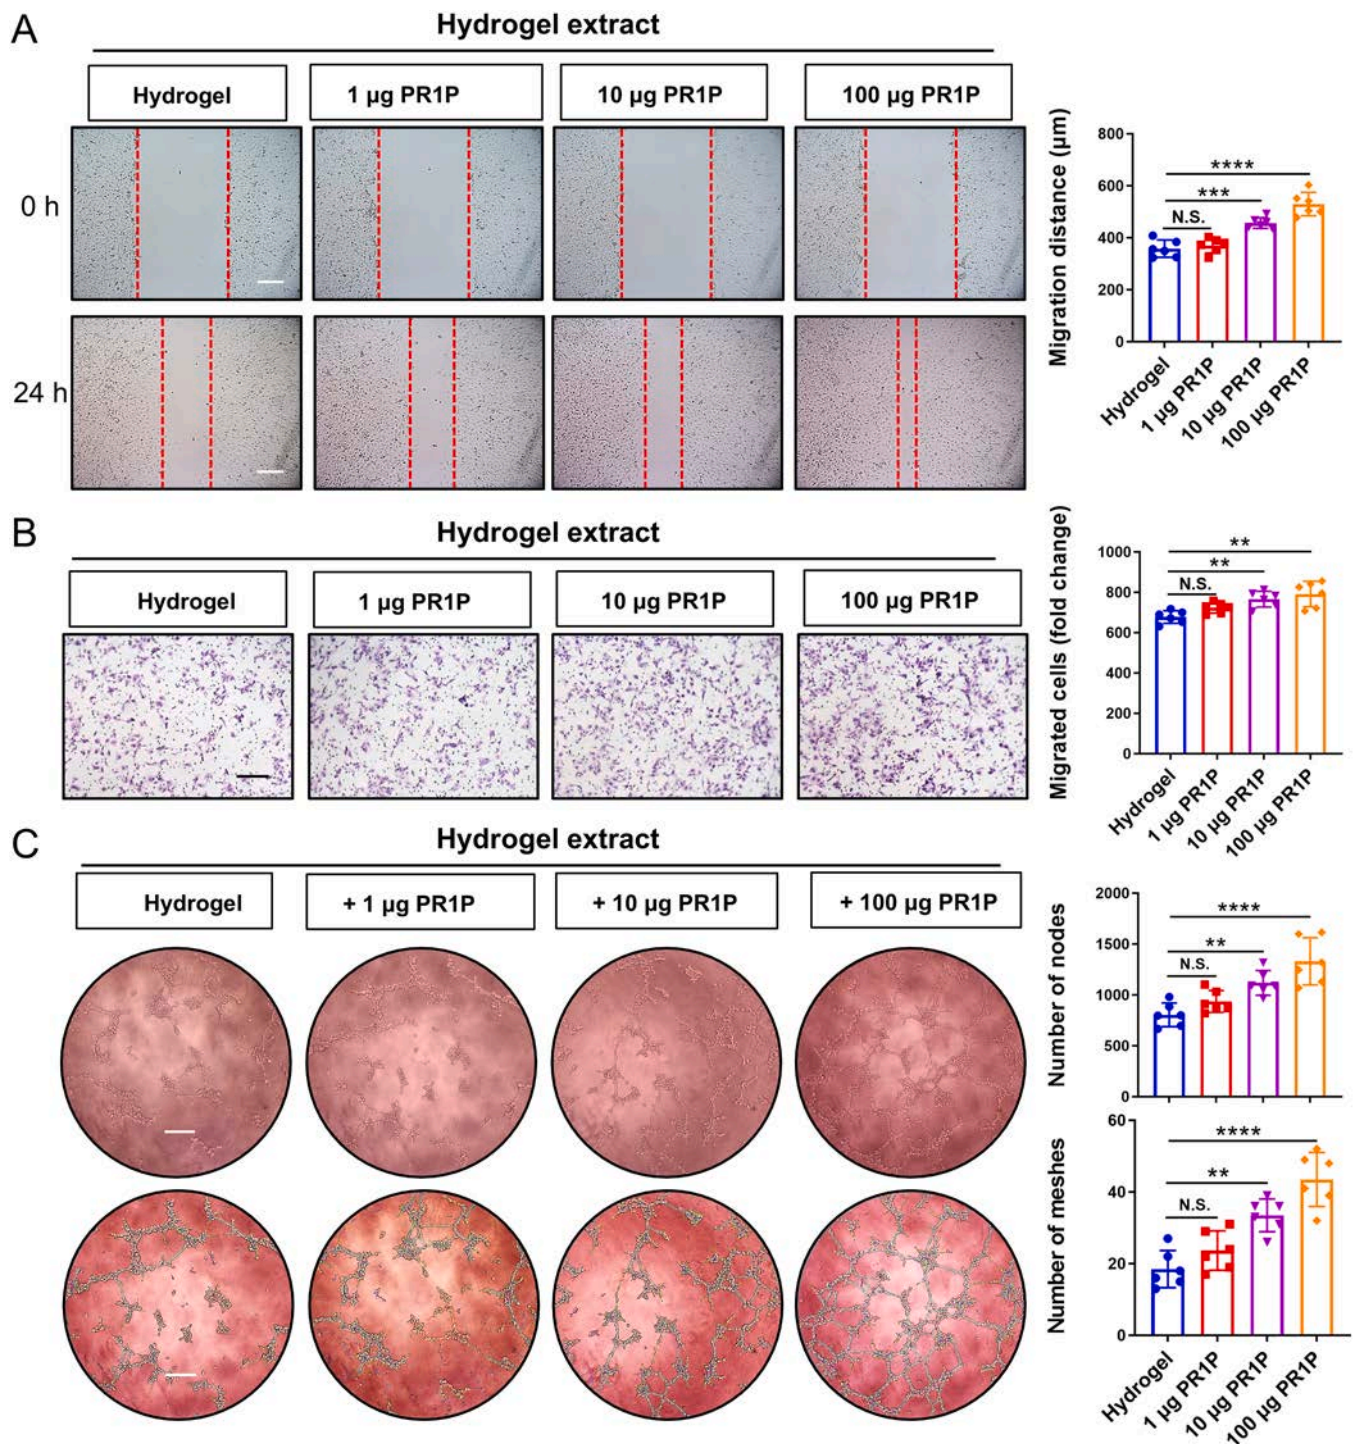 A
Hydrogel extract
Hydrogel
1 µg PR1P
10 µg PR1P
100 µg PR1P
0 h
24 h
Migration distance (µm)
800
600
400
200
0
****
***
N.S.
Hydrogel
1 µg PR1P
10 µg PR1P
100 µg PR1P
B
Hydrogel extract
Hydrogel
1 µg PR1P
10 µg PR1P
100 µg PR1P
Migrated cells (fold change)
1000
800
600
400
200
0
**
**
N.S.
Hydrogel
1 µg PR1P
10 µg PR1P
100 µg PR1P
C
Hydrogel extract
Hydrogel
+ 1 µg PR1P
+ 10 µg PR1P
+ 100 µg PR1P
Number of nodes
2000
1500
1000
500
0
****
**
N.S.
Number of meshes
60
40
20
0
****
**
N.S.
Hydrogel
1 µg PR1P
10 µg PR1P
100 µg PR1P